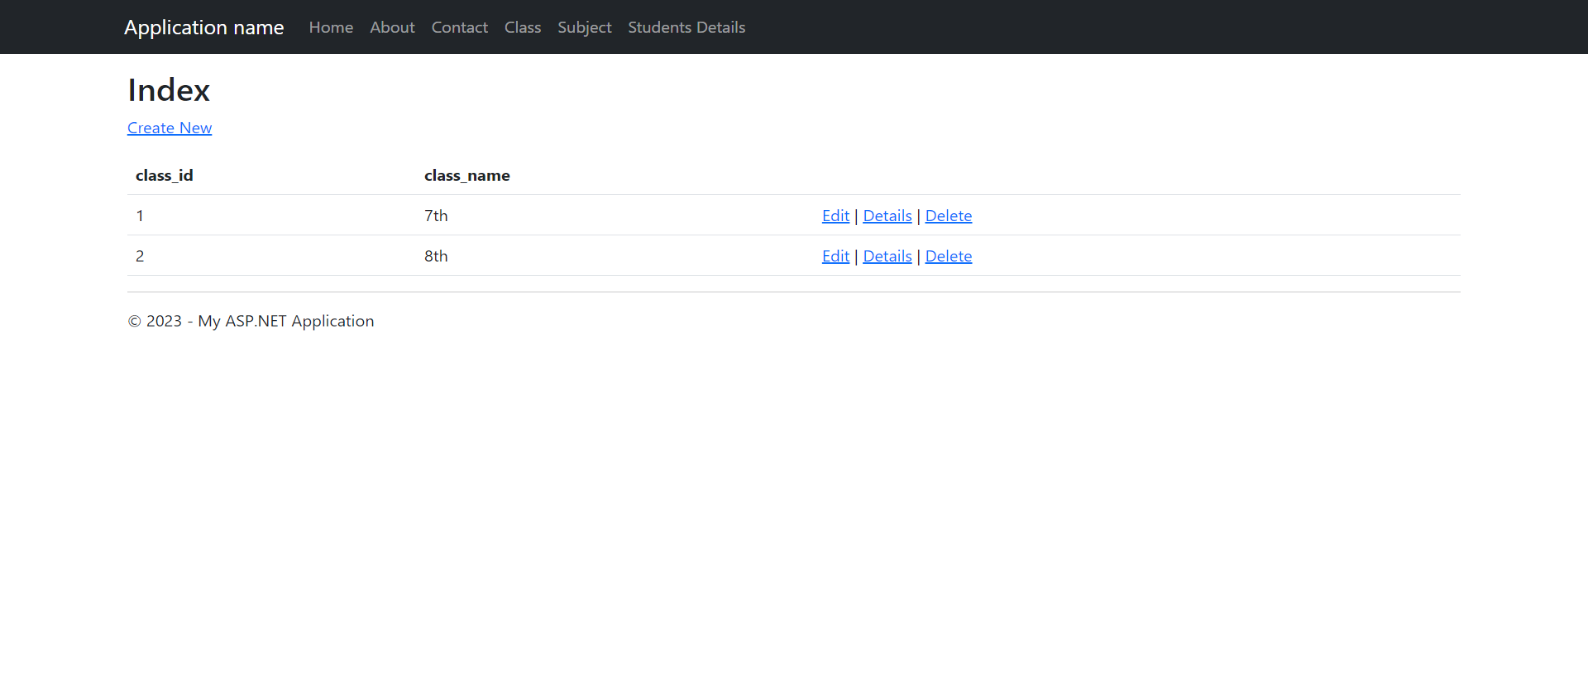 Application name Home About Contact Class Subject Students Details
Index
Create New
class_id class_name
1 7th Edit | Details | Delete
2 8th Edit | Details | Delete
© 2023 - My ASP.NET Application